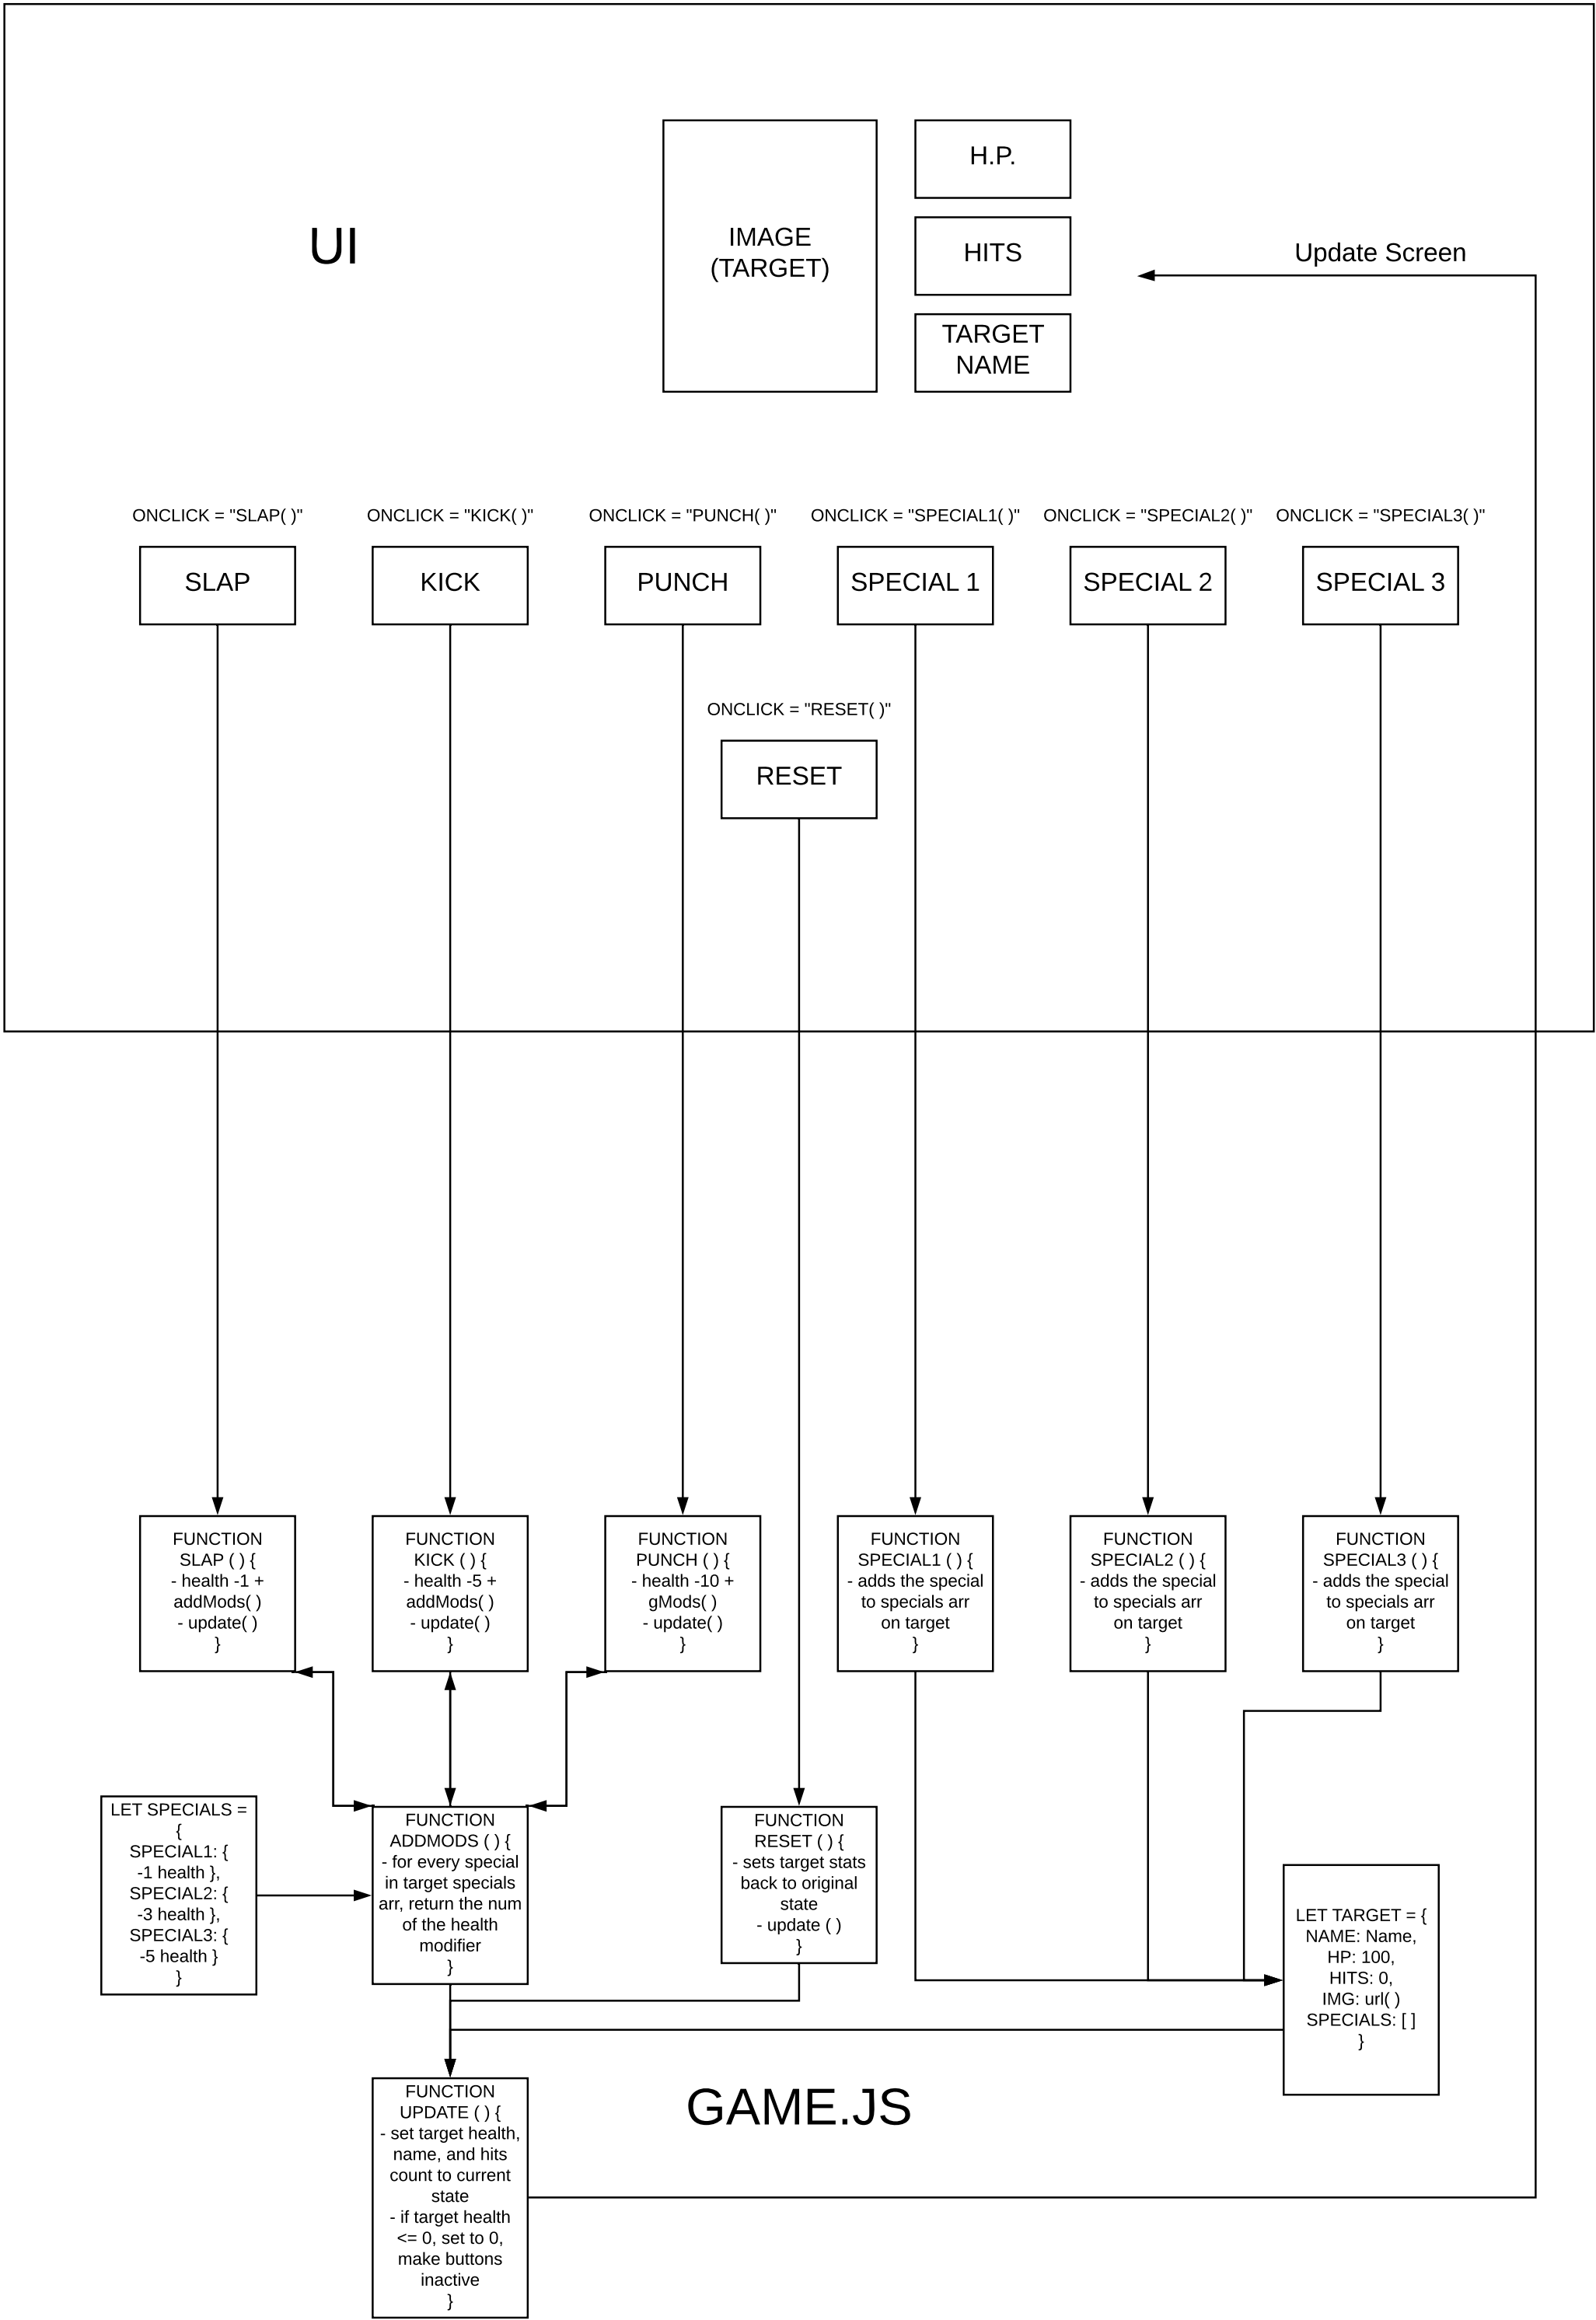 UI
IMAGE
(TARGET)
H.P.
HITS
TARGET
NAME
Update Screen
ONCLICK = "SLAP( )"
ONCLICK = "KICK( )"
ONCLICK = "PUNCH( )"
ONCLICK = "SPECIAL1( )"
ONCLICK = "SPECIAL2( )"
ONCLICK = "SPECIAL3( )"
SLAP
KICK
PUNCH
SPECIAL 1
SPECIAL 2
SPECIAL 3
ONCLICK = "RESET( )"
RESET
FUNCTION
SLAP ( ) {
- health -1 +
addMods( )
- update( )
}
FUNCTION
KICK ( ) {
- health -5 +
addMods( )
- update( )
}
FUNCTION
PUNCH ( ) {
- health -10 +
gMods( )
- update( )
}
FUNCTION
SPECIAL1 ( ) {
- adds the special
to specials arr
on target
}
FUNCTION
SPECIAL2 ( ) {
- adds the special
to specials arr
on target
}
FUNCTION
SPECIAL3 ( ) {
- adds the special
to specials arr
on target
}
LET SPECIALS =
{
SPECIAL1: {
-1 health },
SPECIAL2: {
-3 health },
SPECIAL3: {
-5 health }
}
FUNCTION
ADDMODS ( ) {
- for every special
in target specials
arr, return the num
of the health
modifier
}
FUNCTION
RESET ( ) {
- sets target stats
back to original
state
- update ( )
}
LET TARGET = {
NAME: Name,
HP: 100,
HITS: 0,
IMG: url( )
SPECIALS: [ ]
}
GAME.JS
FUNCTION
UPDATE ( ) {
- set target health,
name, and hits
count to current
state
- if target health
<= 0, set to 0,
make buttons
inactive
}